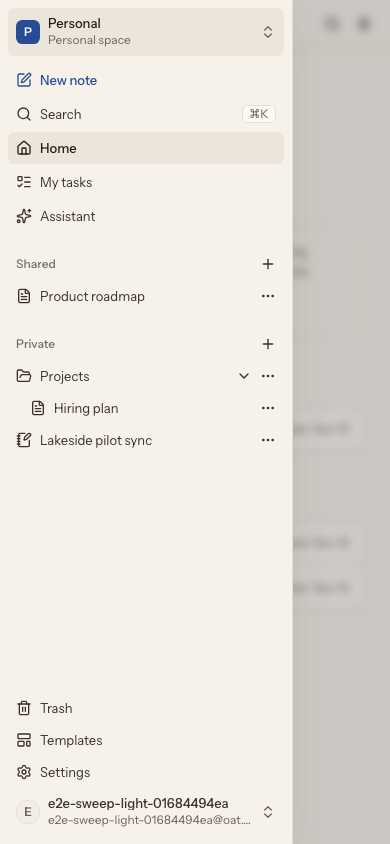 P
Personal
Personal space
New note
Search
⌘K
Home
My tasks
Assistant
Shared
Product roadmap
Private
Projects
Hiring plan
Lakeside pilot sync
Trash
Templates
Settings
E
e2e-sweep-light-01684494ea
e2e-sweep-light-01684494ea@oat....